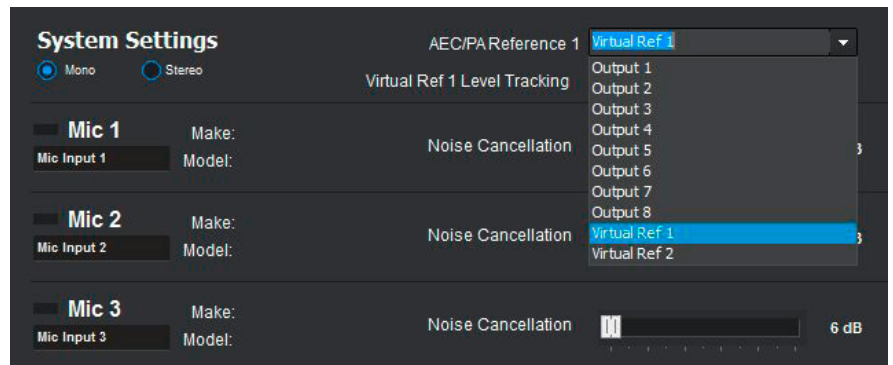 System Settings
Mono
Stereo
AEC/PA Reference 1
Virtual Ref 1
Virtual Ref 1 Level Tracking
Output 1
Output 2
Output 3
Output 4
Output 5
Output 6
Output 7
Output 8
Virtual Ref 1
Virtual Ref 2
Mic 1
Make:
Mic Input 1
Model:
Noise Cancellation
Mic 2
Make:
Mic Input 2
Model:
Noise Cancellation
Mic 3
Make:
Mic Input 3
Model:
Noise Cancellation
6 dB